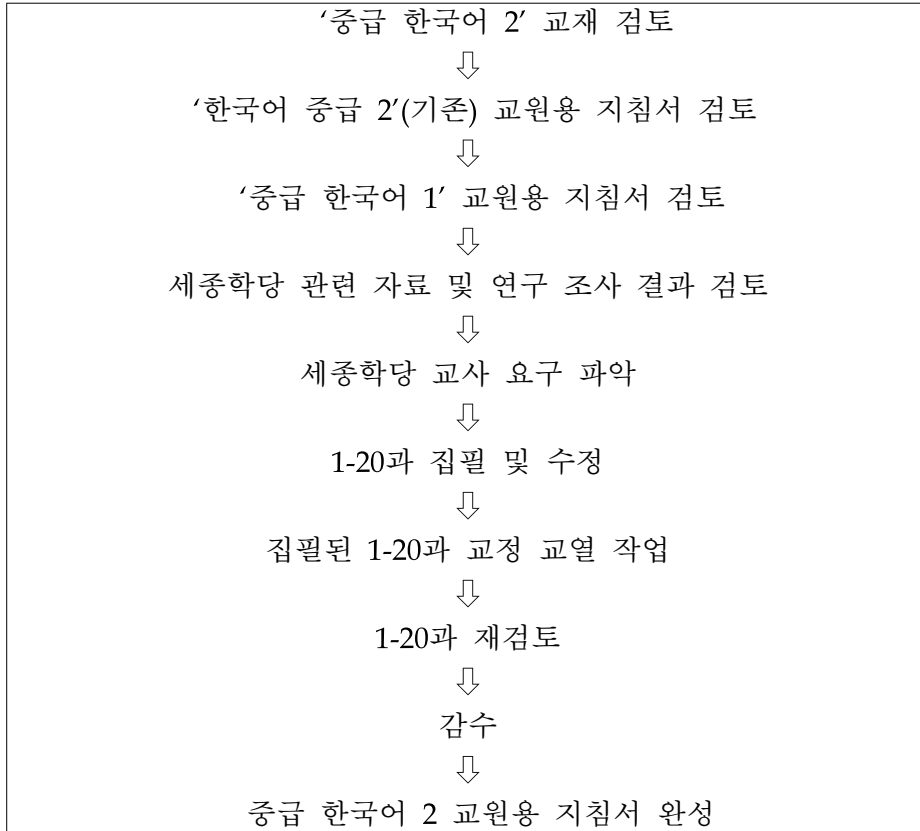 ‘중급 한국어 2’ 교재 검토
⇩
‘한국어 중급 2’(기존) 교원용 지침서 검토
⇩
‘중급 한국어 1’ 교원용 지침서 검토
⇩
세종학당 관련 자료 및 연구 조사 결과 검토
⇩
세종학당 교사 요구 파악
⇩
1-20과 집필 및 수정
⇩
집필된 1-20과 교정 교열 작업
⇩
1-20과 재검토
⇩
감수
⇩
중급 한국어 2 교원용 지침서 완성